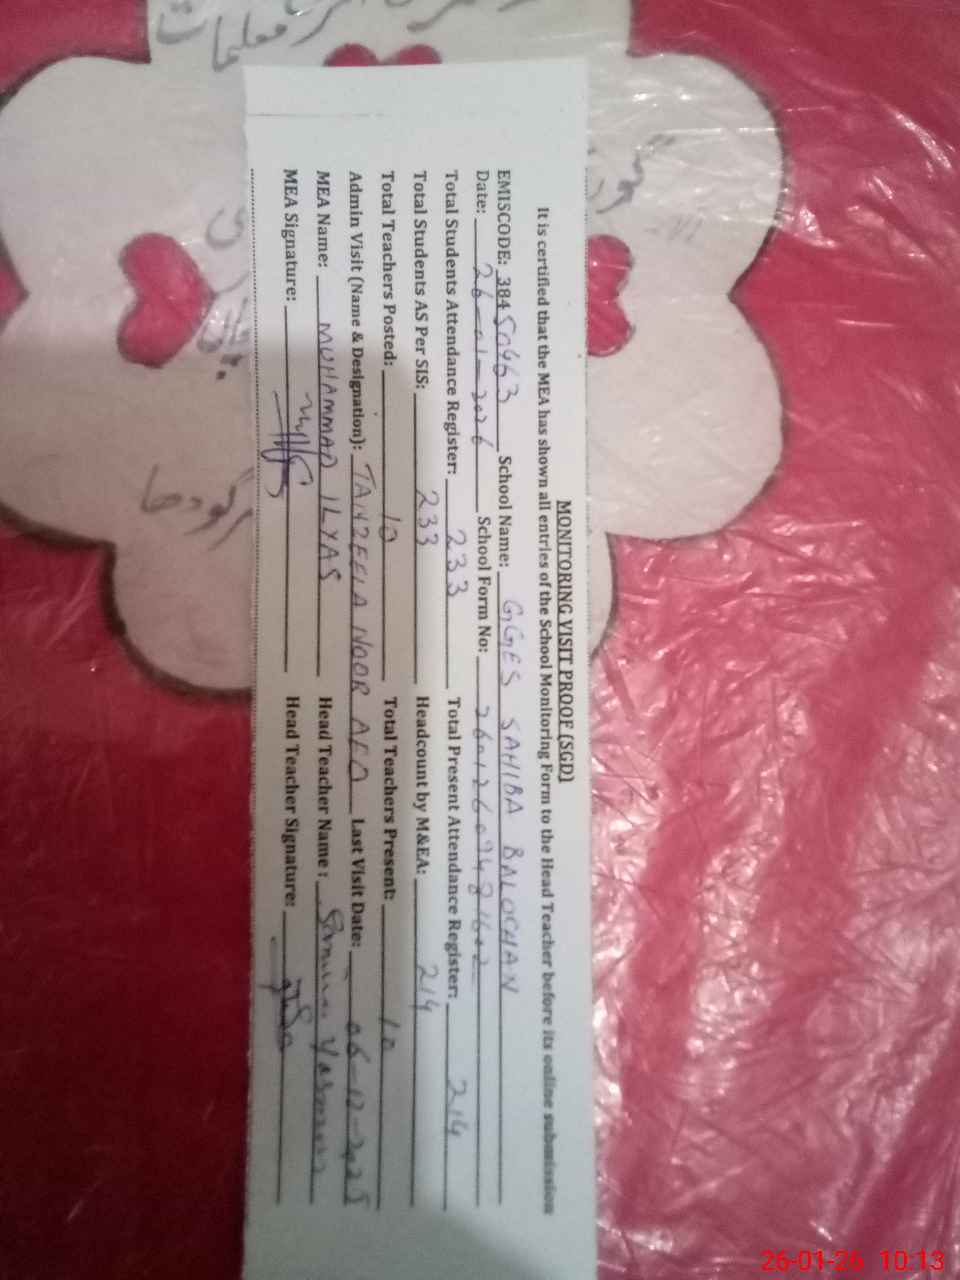 MONITORING VISIT PROOF (SGD)
It is certified that the MEA has shown all entries of the School Monitoring Form to the Head Teacher before its online submission
EMISCODE: 38450463 School Name: GGES SAHIBA BALOCHAN
Date: 26-01-2026 School Form No:
Total Students Attendance Register: 233 Total Present Attendance Register: 214
Total Students AS Per SIS: 233 Headcount by M&EA: 214
Total Teachers Posted: 10 Total Teachers Present: 10
Admin Visit (Name & Designation): TANZEELA NOOR AEO Last Visit Date: 06-12-2025
MEA Name: MUHAMMAD ILYAS Head Teacher Name: Yasmeen
MEA Signature: Head Teacher Signature:
معلمات
26-01-26 10:13